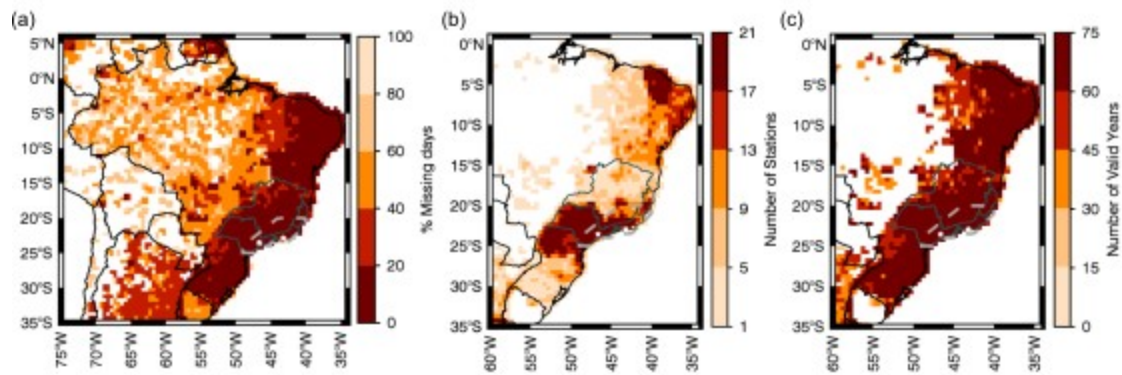 (a)
5°N
0°N
5°S
10°S
15°S
20°S
25°S
30°S
35°S
75°W
70°W
65°W
60°W
55°W
50°W
45°W
40°W
35°W
100
80
60
40
20
0
% Missing days
(b)
0°N
5°S
10°S
15°S
20°S
25°S
30°S
35°S
60°W
55°W
50°W
45°W
40°W
35°W
21
17
13
9
5
1
Number of Stations
(c)
0°N
5°S
10°S
15°S
20°S
25°S
30°S
35°S
60°W
55°W
50°W
45°W
40°W
35°W
75
60
45
30
15
0
Number of Valid Years